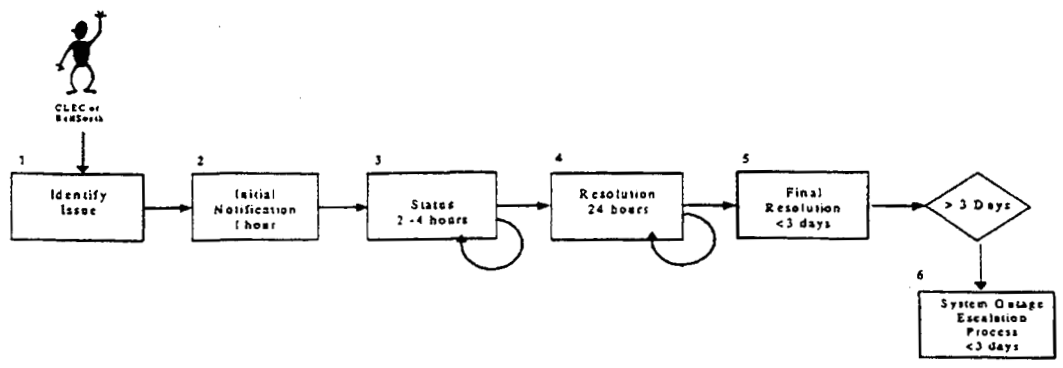 CLEC or
BellSouth
1
Identify
Issue
2
Initial
Notification
1 hour
3
Status
2 -4 hours
4
Resolution
24 hours
5
Final
Resolution
<3 days
> 3 Days
6
System Outage
Escalation
Process
<3 days